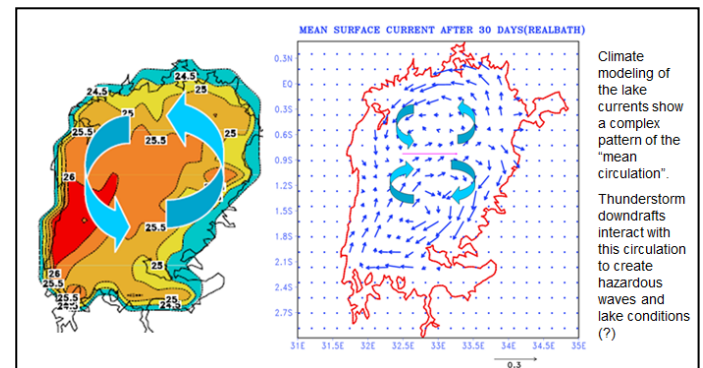 MEAN SURFACE CURRENT AFTER 30 DAYS(REALBATH)
24.5
24.5
25
25
25.5
25
25.5
26
25.5
25
26
25.5
25.5
25
24.5
0.3N
EQ
0.3S
0.6S
0.9S
1.2S
1.5S
1.8S
2.1S
2.4S
2.7S
31E 31.5E 32E 32.5E 33E 33.5E 34E 34.5E 35E
0.3
Climate
modeling of
the lake
currents show
a complex
pattern of the
"mean
circulation".
Thunderstorm
downdrafts
interact with
this circulation
to create
hazardous
waves and
lake conditions
(?)